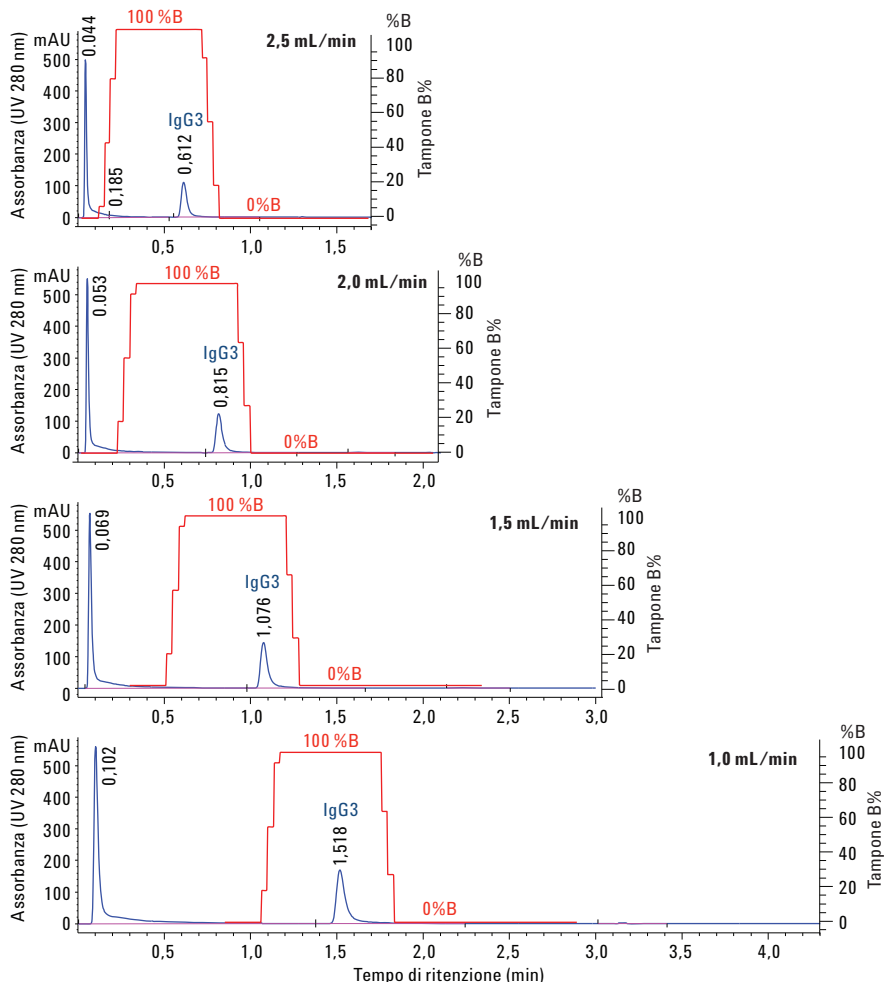 mAU
0.044
100 %B
2,5 mL/min
%B
Assorbanza (UV 280 nm)
500
400
300
200
100
0
0,185
IgG3
0,612
0%B
100
80
60
40
20
0
Tampone B%
0,5
1,0
1,5
mAU
0.053
100 %B
2,0 mL/min
%B
Assorbanza (UV 280 nm)
500
400
300
200
100
0
IgG3
0,815
0%B
100
80
60
40
20
0
Tampone B%
0,5
1,0
1,5
2,0
mAU
0,069
100 %B
1,5 mL/min
%B
Assorbanza (UV 280 nm)
500
400
300
200
100
0
IgG3
1,076
0%B
100
80
60
40
20
0
Tampone B%
0,5
1,0
1,5
2,0
2,5
3,0
mAU
0,102
100 %B
1,0 mL/min
%B
Assorbanza (UV 280 nm)
500
400
300
200
100
0
IgG3
1,518
0%B
100
80
60
40
20
0
Tampone B%
0,5
1,0
1,5
2,0
2,5
3,0
3,5
4,0
Tempo di ritenzione (min)